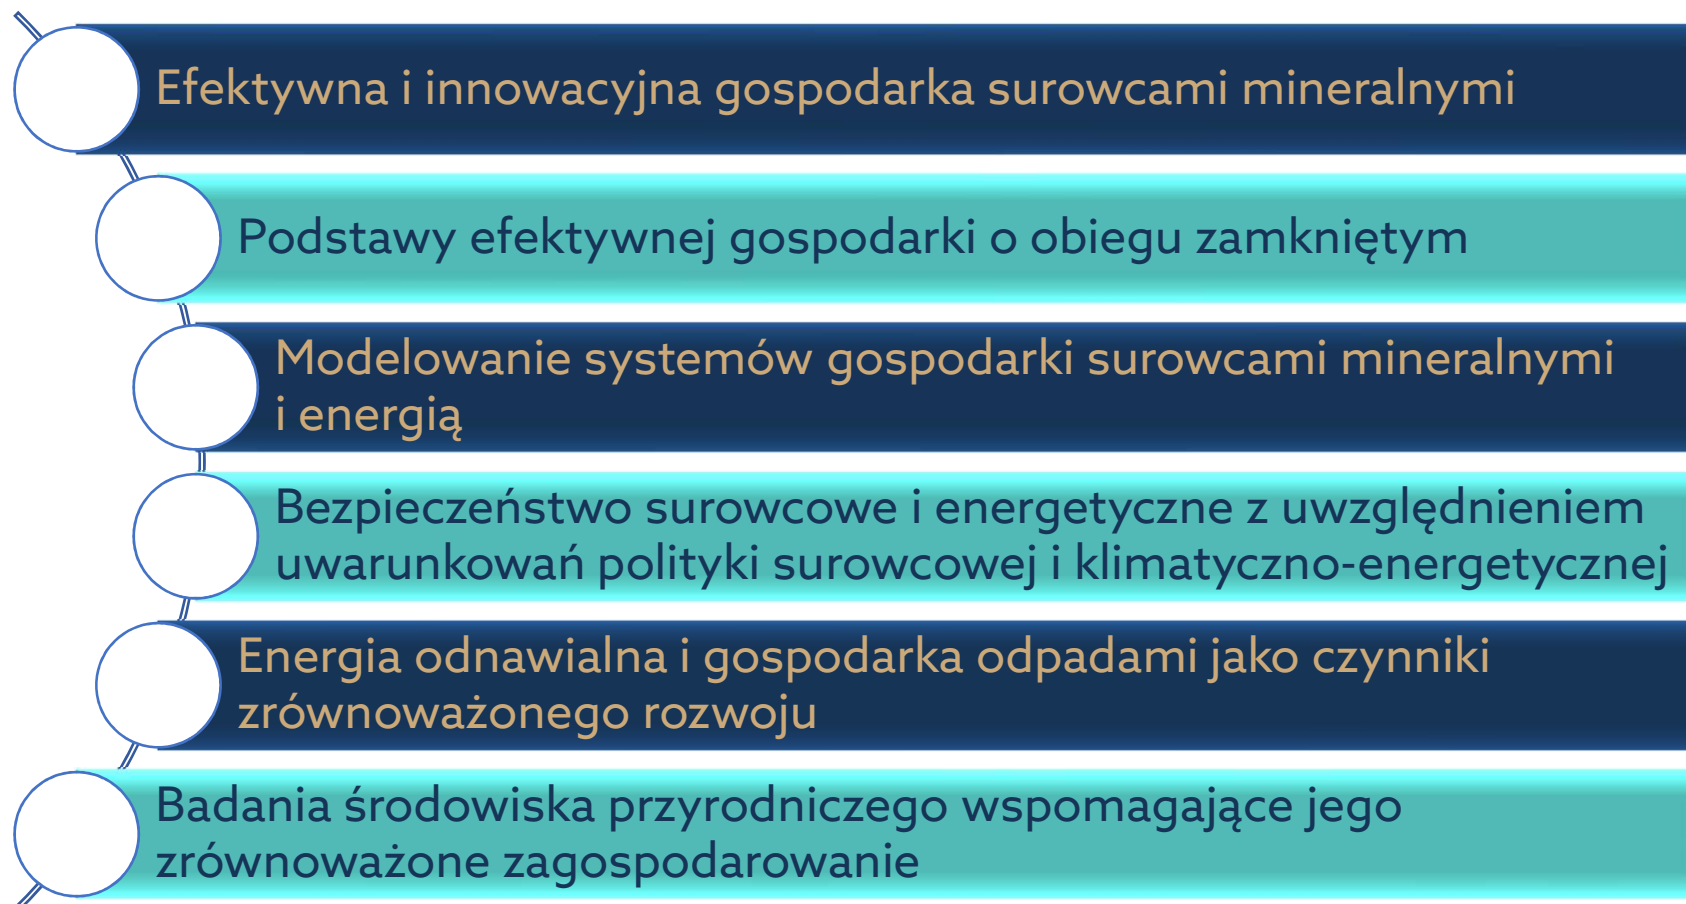 Efektywna i innowacyjna gospodarka surowcami mineralnymi
Podstawy efektywnej gospodarki o obiegu zamkniętym
Modelowanie systemów gospodarki surowcami mineralnymi
i energią
Bezpieczeństwo surowcowe i energetyczne z uwzględnieniem
uwarunkowań polityki surowcowej i klimatyczno-energetycznej
Energia odnawialna i gospodarka odpadami jako czynniki
zrównoważonego rozwoju
Badania środowiska przyrodniczego wspomagające jego
zrównoważone zagospodarowanie